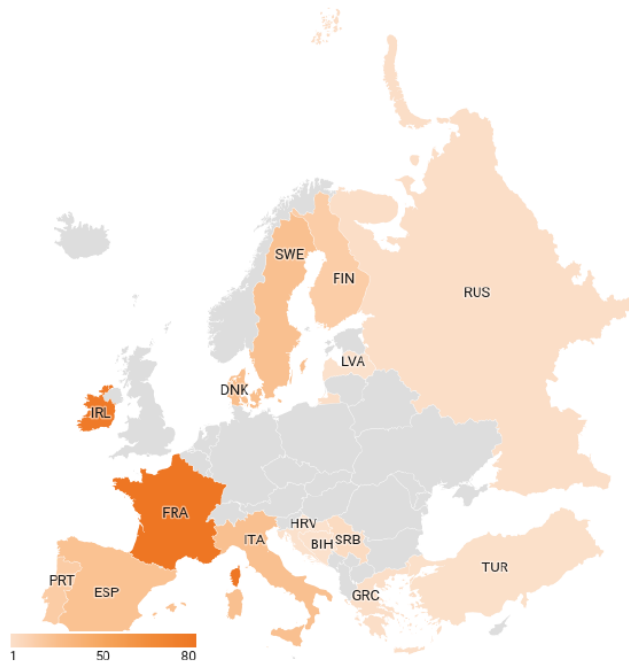 SWE
FIN
RUS
LVA
DNK
IRL
FRA
HRV
ITA
BIH SRB
TUR
PRT
ESP
GRC
1 50 80